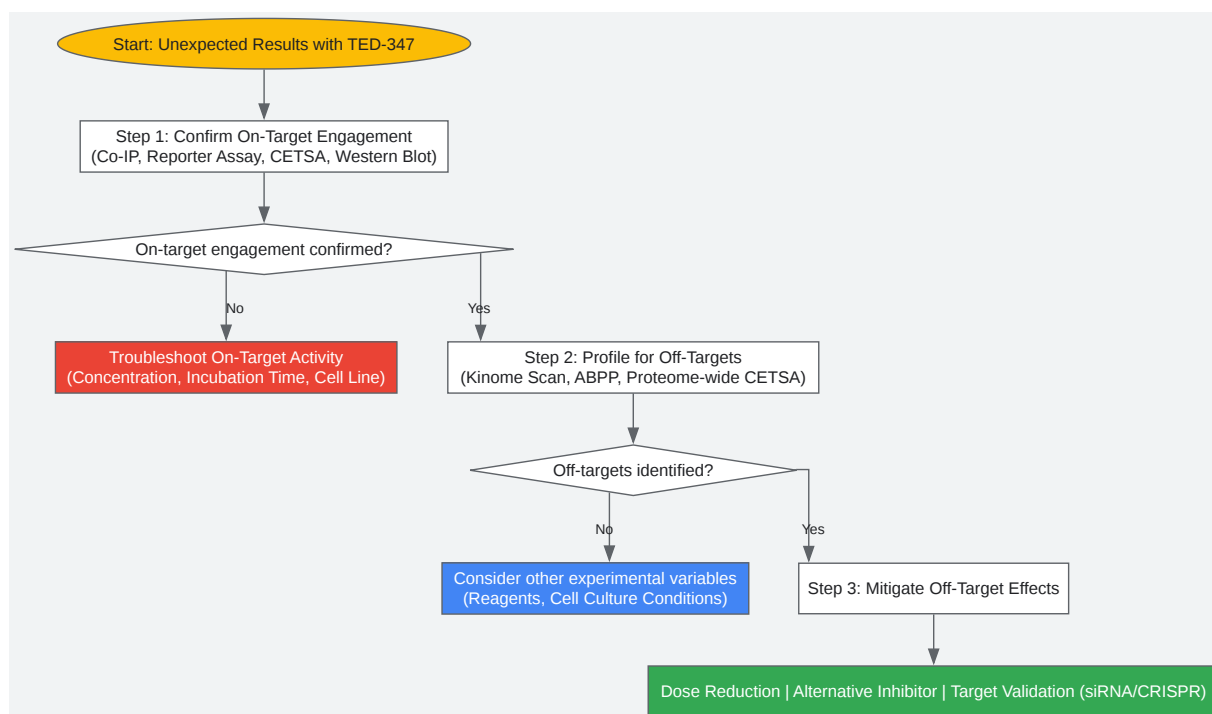 Start: Unexpected Results with TED-347
Step 1: Confirm On-Target Engagement
(Co-IP, Reporter Assay, CETSA, Western Blot)
On-target engagement confirmed?
No
Yes
Troubleshoot On-Target Activity
(Concentration, Incubation Time, Cell Line)
Step 2: Profile for Off-Targets
(Kinome Scan, ABPP, Proteome-wide CETSA)
Off-targets identified?
No
Yes
Consider other experimental variables
(Reagents, Cell Culture Conditions)
Step 3: Mitigate Off-Target Effects
Dose Reduction | Alternative Inhibitor | Target Validation (siRNA/CRISPR)